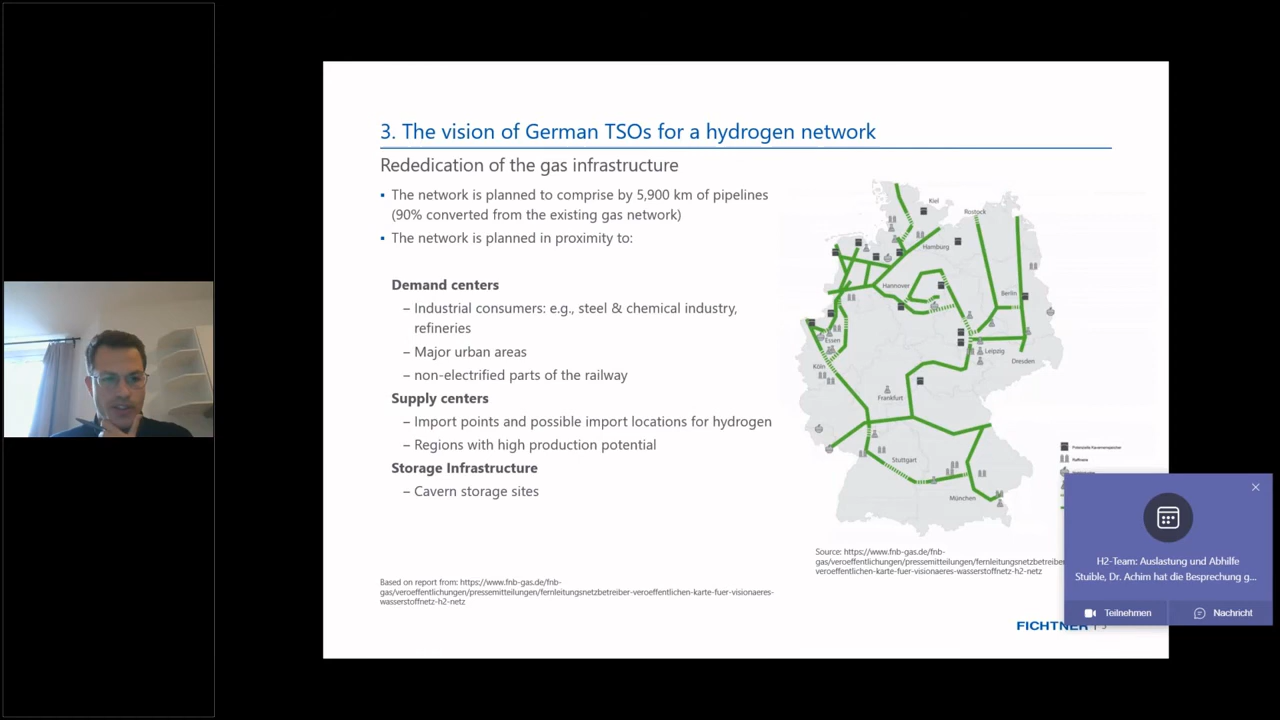 3. The vision of German TSOs for a hydrogen network
Rededication of the gas infrastructure
▪ The network is planned to comprise by 5,900 km of pipelines
(90% converted from the existing gas network)
▪ The network is planned in proximity to:
Demand centers
– Industrial consumers: e.g., steel & chemical industry,
refineries
– Major urban areas
– non-electrified parts of the railway
Supply centers
– Import points and possible import locations for hydrogen
– Regions with high production potential
Storage Infrastructure
– Cavern storage sites
Based on report from: https://www.fnb-gas.de/fnb-
gas/veroeffentlichungen/pressemitteilungen/fernleitungsnetzbetreiber-veroeffentlichen-karte-fuer-visionaeres-
wasserstoffnetz-h2-netz
Kiel
Rostock
Hamburg
Hannover
Berlin
Essen
Leipzig
Köln
Dresden
Frankfurt
Stuttgart
München
Raffinerie
Source: https://www.fnb-gas.de/fnb-
gas/veroeffentlichungen/pressemitteilungen/fernleitungsnetzbetreiber
veroeffentlichen-karte-fuer-visionaeres-wasserstoffnetz-h2-netz
FICHTNER |
H2-Team: Auslastung und Abhilfe
Stuible, Dr. Achim hat die Besprechung g...
Teilnehmen
Nachricht